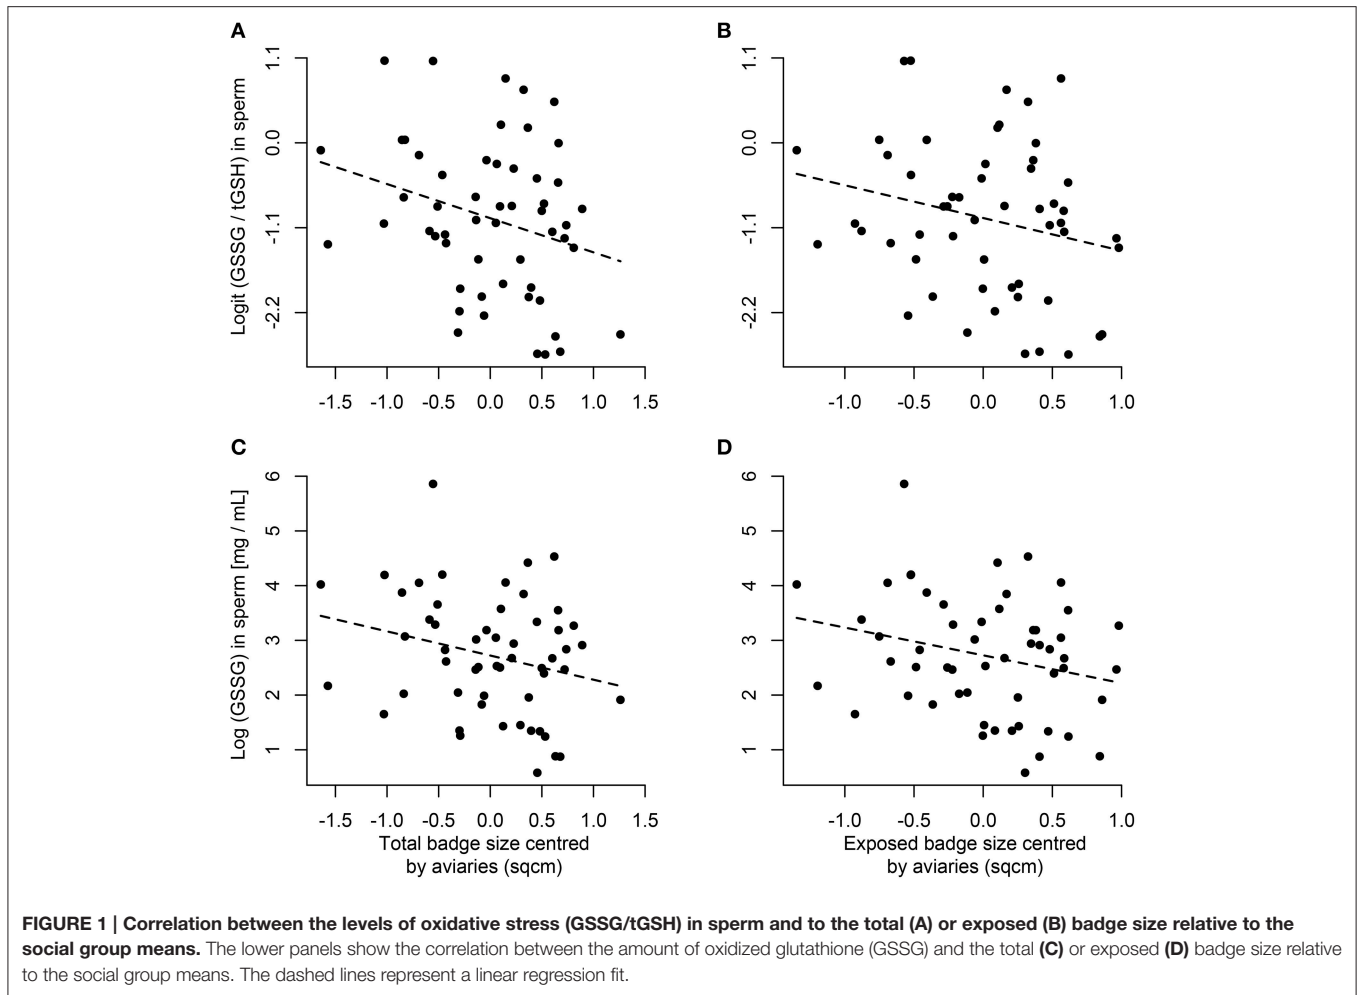 A
B
Logit (GSSG / tGSH) in sperm
1.1
0.0
-1.1
-2.2
-1.5 -1.0 -0.5 0.0 0.5 1.0 1.5
1.1
0.0
-1.1
-2.2
-1.0 -0.5 0.0 0.5 1.0
C
D
Log (GSSG) in sperm [mg / mL]
6
5
4
3
2
1
-1.5 -1.0 -0.5 0.0 0.5 1.0 1.5
Total badge size centred
by aviaries (sqcm)
6
5
4
3
2
1
-1.0 -0.5 0.0 0.5 1.0
Exposed badge size centred
by aviaries (sqcm)
FIGURE 1 | Correlation between the levels of oxidative stress (GSSG/tGSH) in sperm and to the total (A) or exposed (B) badge size relative to the
social group means. The lower panels show the correlation between the amount of oxidized glutathione (GSSG) and the total (C) or exposed (D) badge size relative
to the social group means. The dashed lines represent a linear regression fit.